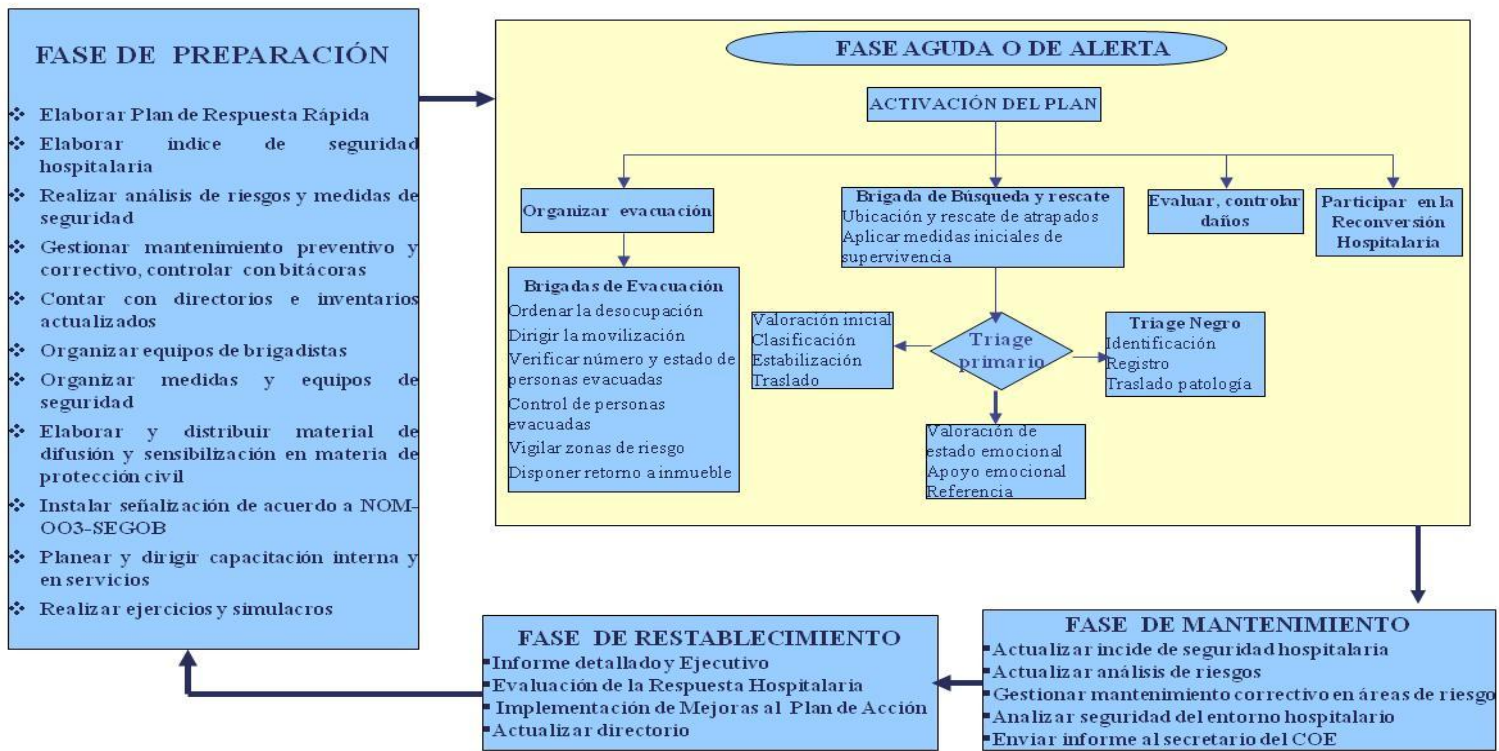 FASE DE PREPARACIÓN
❖ Elaborar Plan de Respuesta Rápida
❖ Elaborar índice de seguridad
hospitalaria
❖ Realizar análisis de riesgos y medidas de
seguridad
❖ Gestionar mantenimiento preventivo y
correctivo, controlar con bitácoras
❖ Contar con directorios e inventarios
actualizados
❖ Organizar equipos de brigadistas
❖ Organizar medidas y equipos de
seguridad
❖ Elaborar y distribuir material de
difusión y sensibilización en materia de
protección civil
❖ Instalar señalización de acuerdo a NOM-
OO3-SEGOB
❖ Planear y dirigir capacitación interna y
en servicios
❖ Realizar ejercicios y simulacros
FASE AGUDA O DE ALERTA
ACTIVACIÓN DEL PLAN
Organizar evacuación
Brigadas de Evacuación
Ordenar la desocupación
Dirigir la movilización
Verificar número y estado de
personas evacuadas
Control de personas
evacuadas
Vigilar zonas de riesgo
Disponer retorno a inmueble
Brigada de Búsqueda y rescate
Ubicación y rescate de atrapados
Aplicar medidas iniciales de
supervivencia
Evaluar, controlar
daños
Participar en la
Reconversión
Hospitalaria
Valoración inicial
Clasificación
Estabilización
Traslado
Triage
primario
Triage Negro
Identificación
Registro
Traslado patología
Valoración de
estado emocional
Apoyo emocional
Referencia
FASE DE MANTENIMIENTO
▪Actualizar incide de seguridad hospitalaria
▪Actualizar análisis de riesgos
▪Gestionar mantenimiento correctivo en áreas de riesgo
▪Analizar seguridad del entorno hospitalario
▪Enviar informe al secretario del COE
FASE DE RESTABLECIMIENTO
▪Informe detallado y Ejecutivo
▪Evaluación de la Respuesta Hospitalaria
▪Implementación de Mejoras al Plan de Acción
▪Actualizar directorio